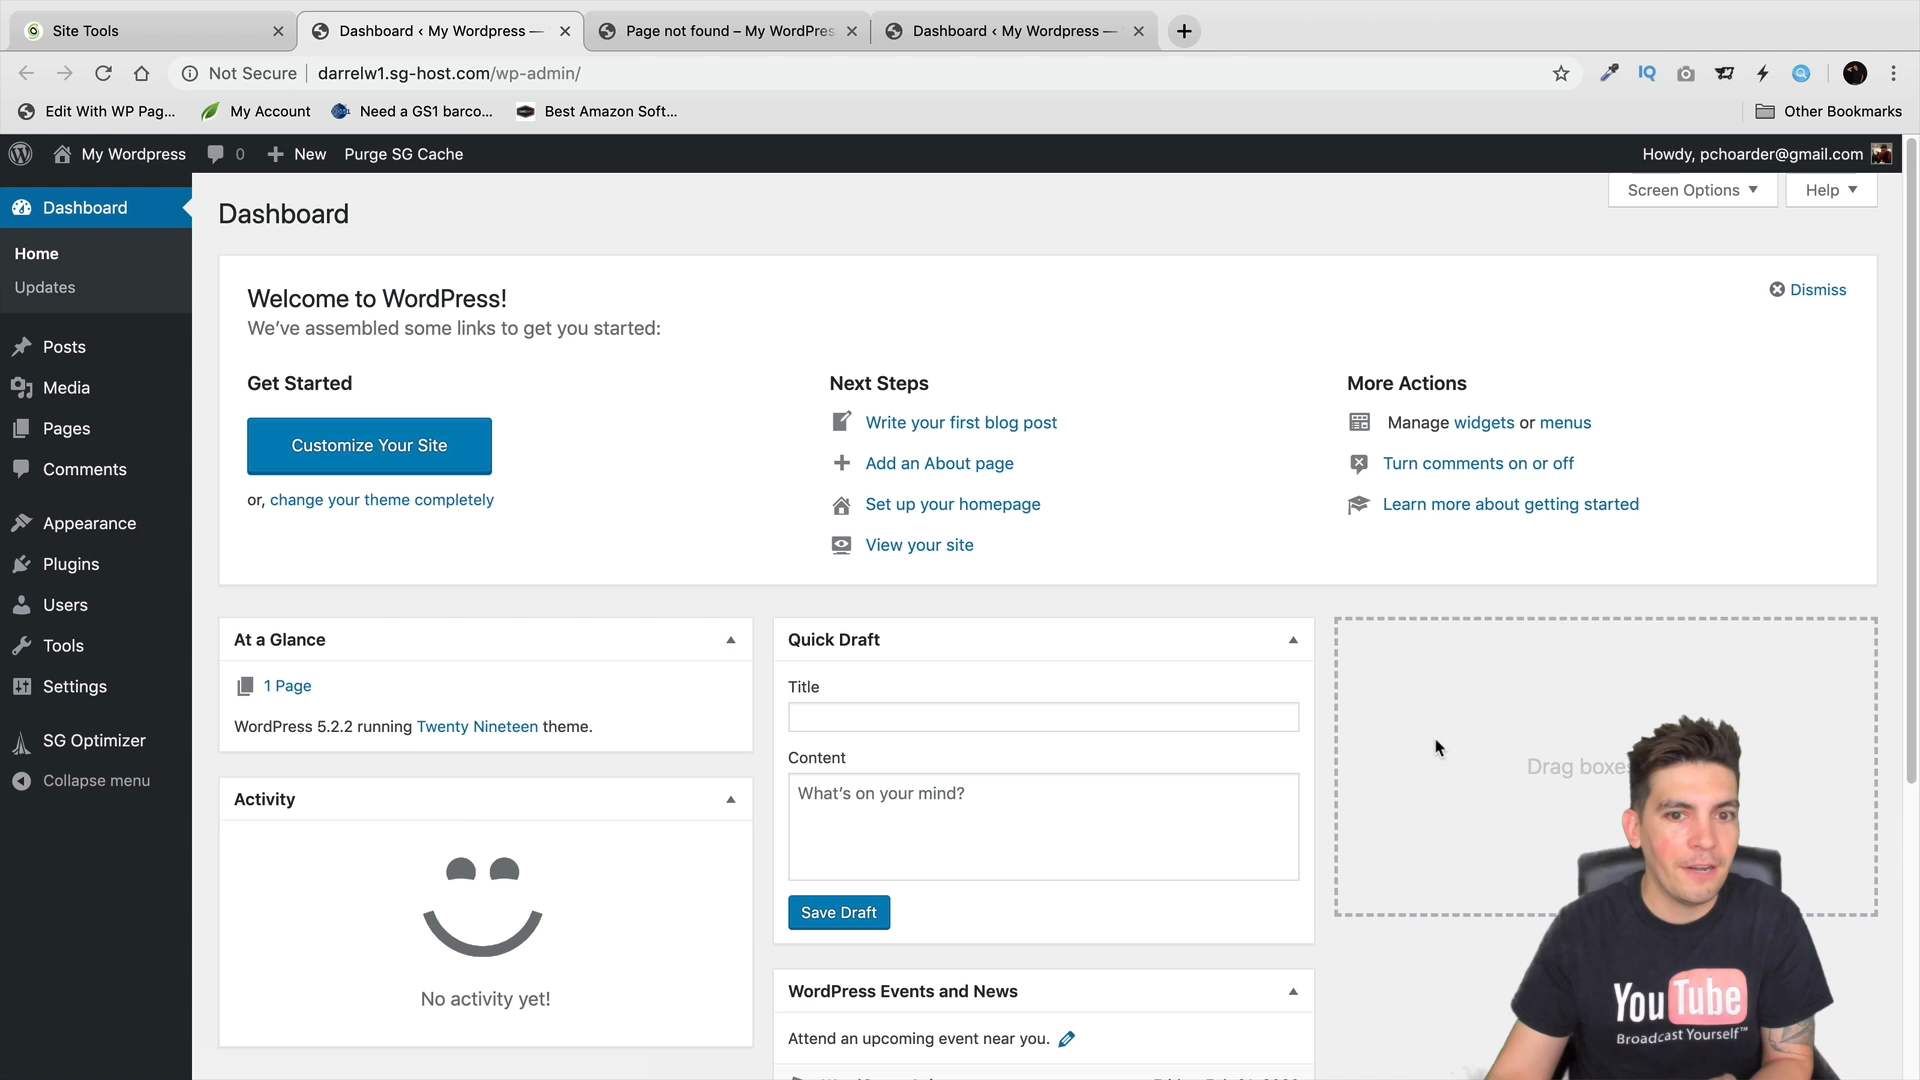 Site Tools
Dashboard ‹ My Wordpress —
Page not found – My WordPres
Dashboard ‹ My Wordpress —
Not Secure
darrelw1.sg-host.com/wp-admin/
IQ
Edit With WP Pag...
My Account
Need a GS1 barco...
Best Amazon Soft...
Other Bookmarks
My Wordpress
0
New
Purge SG Cache
Howdy, pchoarder@gmail.com
Dashboard
Home
Updates
Posts
Media
Pages
Comments
Appearance
Plugins
Users
Tools
Settings
SG Optimizer
Collapse menu
Screen Options
Help
Dashboard
Welcome to WordPress!
We’ve assembled some links to get you started:
Dismiss
Get Started
Customize Your Site
or, change your theme completely
Next Steps
Write your first blog post
Add an About page
Set up your homepage
View your site
More Actions
Manage widgets or menus
Turn comments on or off
Learn more about getting started
At a Glance
1 Page
WordPress 5.2.2 running Twenty Nineteen theme.
Activity
No activity yet!
Quick Draft
Title
Content
What’s on your mind?
Save Draft
WordPress Events and News
Attend an upcoming event near you.
Drag boxes
YouTube
Broadcast Yourself™